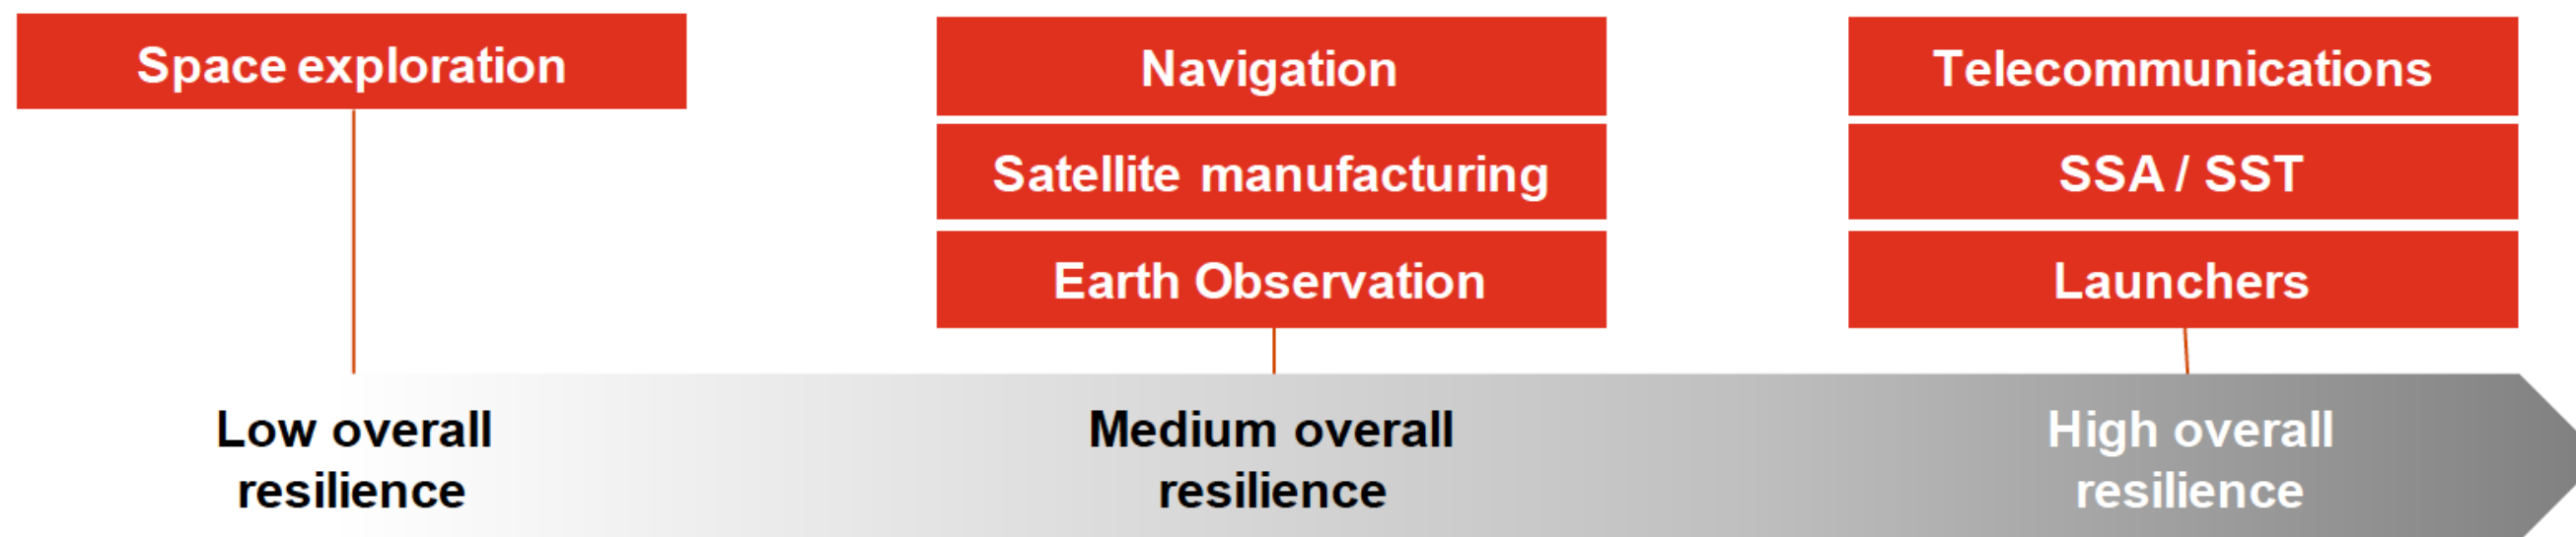 Space exploration
Navigation
Satellite manufacturing
Earth Observation
Telecommunications
SSA / SST
Launchers
Low overall
resilience
Medium overall
resilience
High overall
resilience